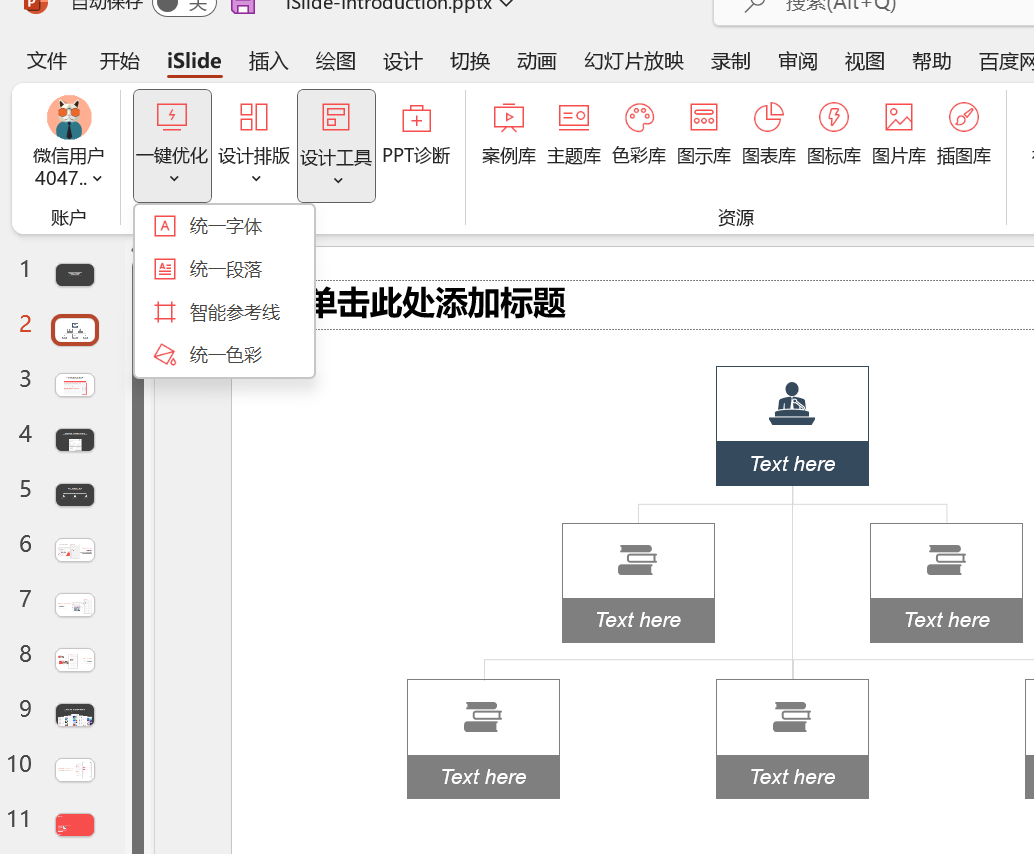 自动保存 关 iSlide-introduction.pptx 搜索(Alt+Q)
文件 开始 iSlide 插入 绘图 设计 切换 动画 幻灯片放映 录制 审阅 视图 帮助 百度网
微信用户 4047.. 一键优化 设计排版 设计工具 PPT诊断 案例库 主题库 色彩库 图示库 图表库 图标库 图片库 插图库
账户 资源
统一字体
统一段落
智能参考线
统一色彩
1
2
3
4
5
6
7
8
9
10
11
单击此处添加标题
Text here
Text here Text here
Text here Text here